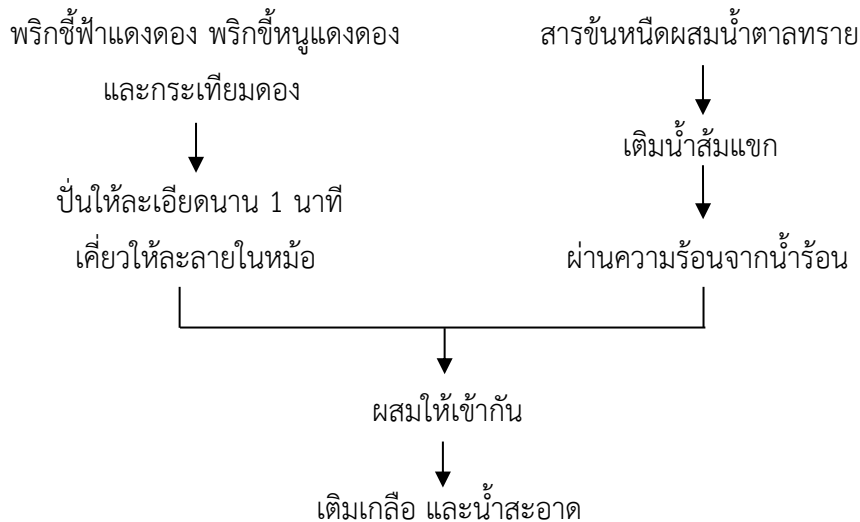 พริกชี้ฟ้าแดงดอง พริกขี้หนูแดงดอง
และกระเทียมดอง
ปั่นให้ละเอียดนาน 1 นาที
เคี่ยวให้ละลายในหม้อ
สารข้นหนืดผสมน้ำตาลทราย
เติมน้ำส้มแขก
ผ่านความร้อนจากน้ำร้อน
ผสมให้เข้ากัน
เติมเกลือ และน้ำสะอาด